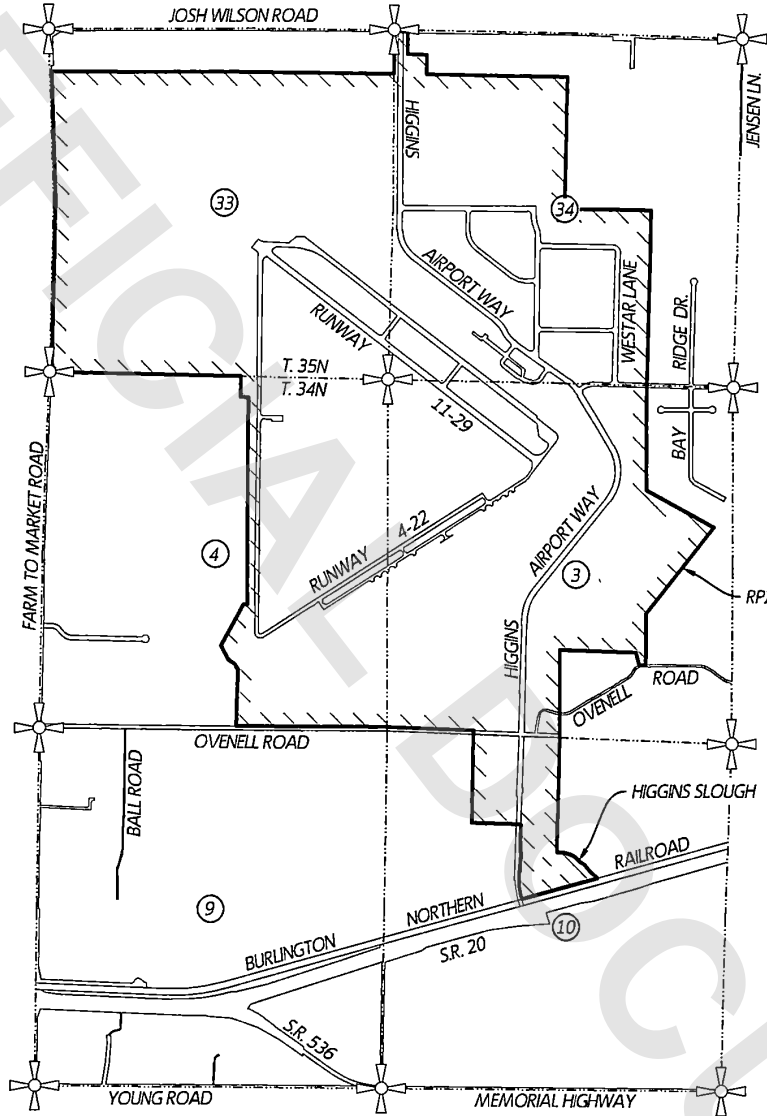 JOSH WILSON ROAD
HIGGINS
JENSEN LN.
33
34
AIRPORT WAY
WESTAR LANE
RIDGE DR.
RUNWAY
T. 35N
T. 34N
11-29
BAY
FARM TO MARKET ROAD
4
RUNWAY 4-22
AIRPORT WAY
3
HIGGINS
OVENELL ROAD
OVENELL ROAD
BALL ROAD
HIGGINS SLOUGH
RAILROAD
9
NORTHERN
10
BURLINGTON
S.R. 20
S.R. 536
YOUNG ROAD
MEMORIAL HIGHWAY